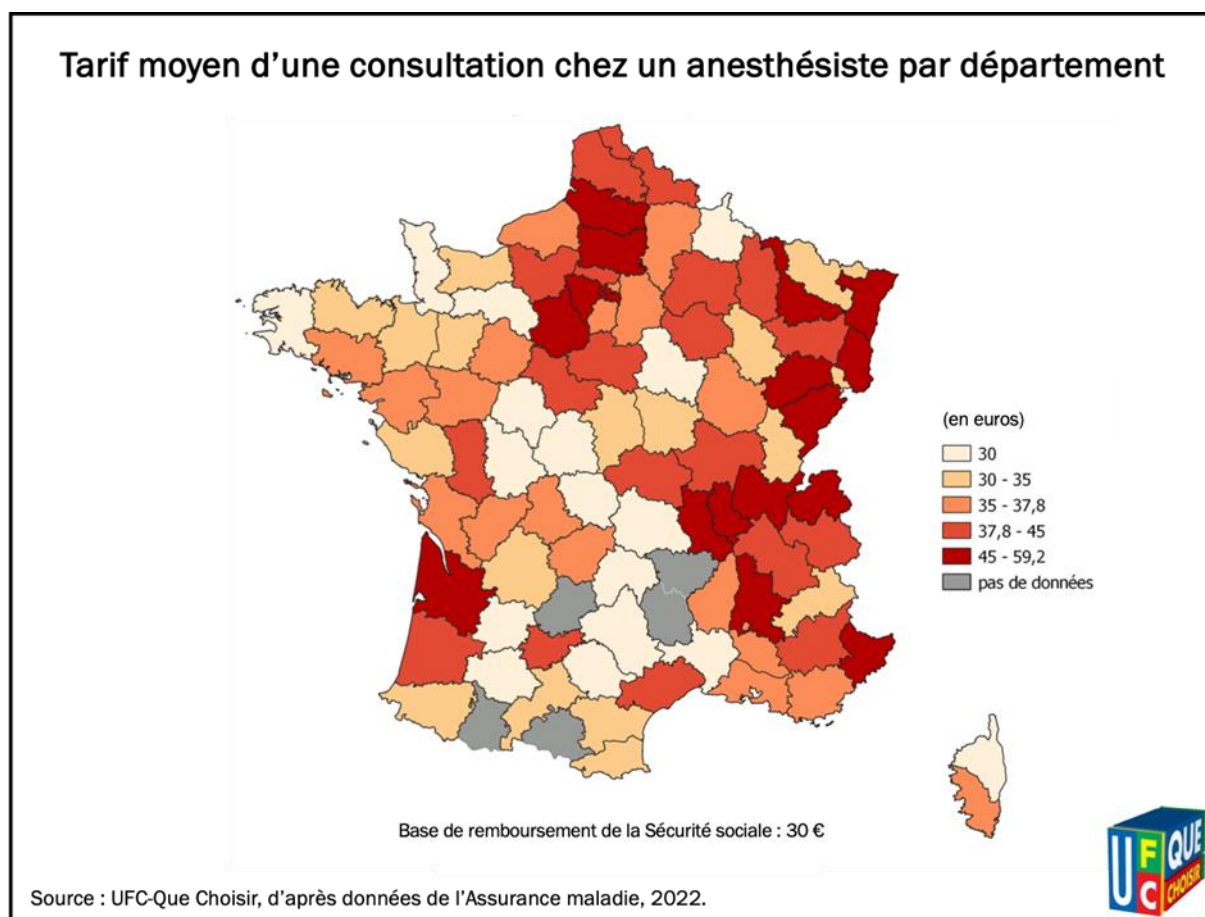 Tarif moyen d'une consultation chez un anesthésiste par département
(en euros)
30
30 - 35
35 - 37,8
37,8 - 45
45 - 59,2
pas de données
Base de remboursement de la Sécurité sociale : 30 €
Source : UFC-Que Choisir, d'après données de l'Assurance maladie, 2022.
UFC QUE CHOISIR